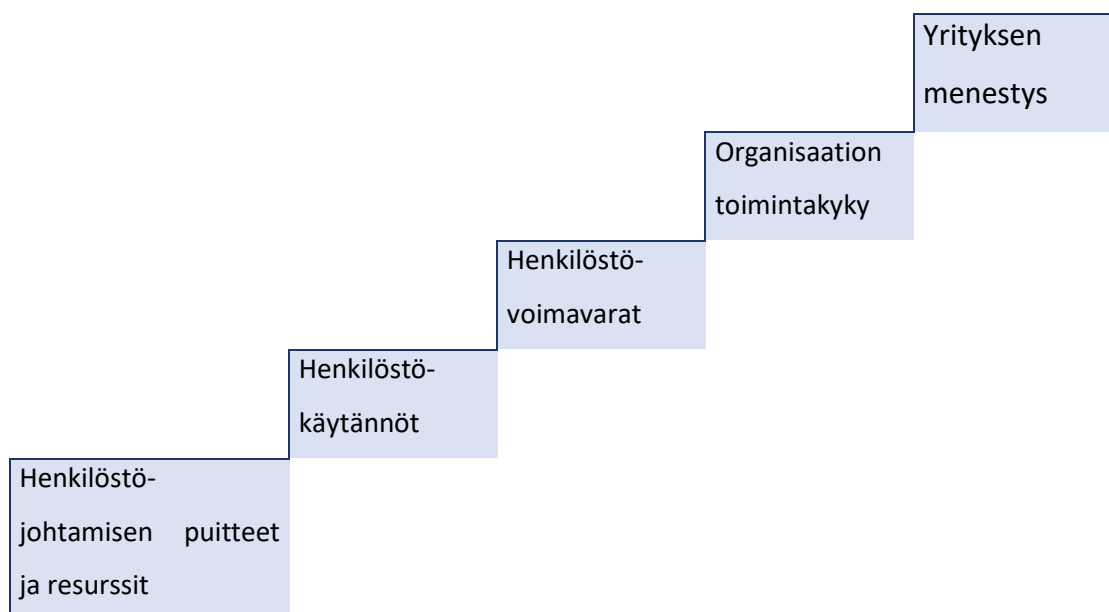 Yrityksen
menestys
Organisaation
toimintakyky
Henkilöstö-
voimavarat
Henkilöstö-
käytännöt
Henkilöstö-
johtamisen puitteet
ja resurssit